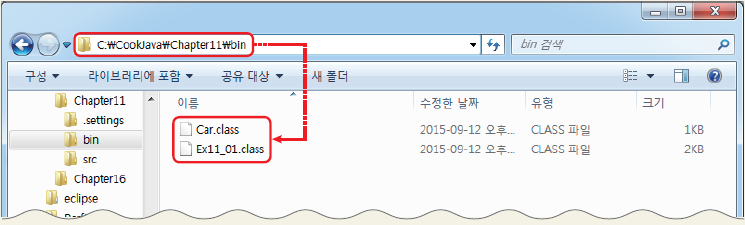 C:₩CookJava₩Chapter11₩bin
bin 검색
구성 라이브러리에 포함 공유 대상 새 폴더
이름 수정한 날짜 유형 크기
Chapter11
.settings
bin
src
Chapter16
eclipse
Car.class 2015-09-12 오후... CLASS 파일 1KB
Ex11_01.class 2015-09-12 오후... CLASS 파일 2KB